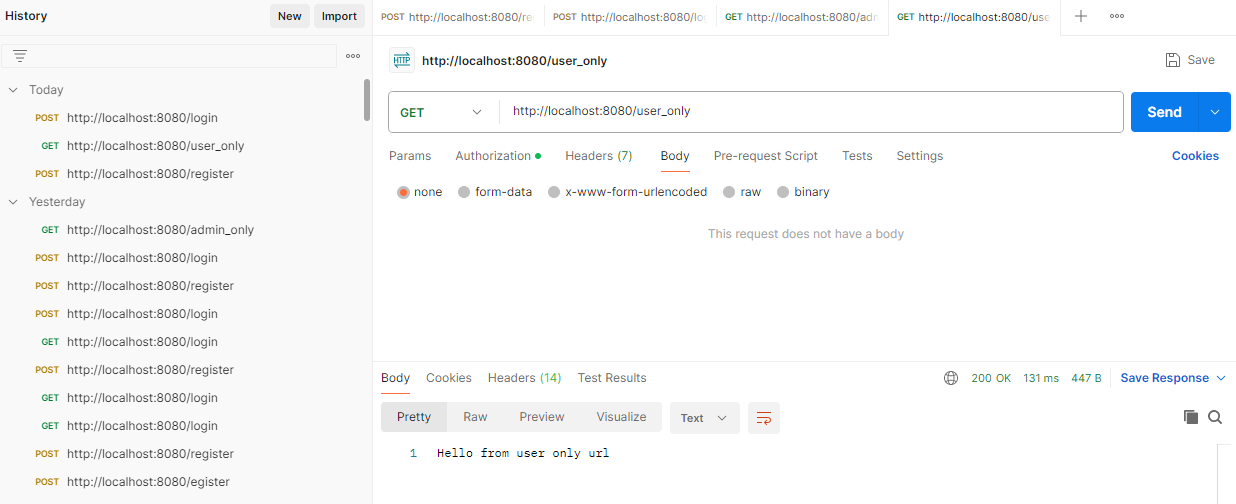 History New Import
Today
POST http://localhost:8080/login
GET http://localhost:8080/user_only
POST http://localhost:8080/register
Yesterday
GET http://localhost:8080/admin_only
POST http://localhost:8080/login
POST http://localhost:8080/register
POST http://localhost:8080/login
GET http://localhost:8080/login
POST http://localhost:8080/register
GET http://localhost:8080/login
GET http://localhost:8080/login
POST http://localhost:8080/register
POST http://localhost:8080/egister
POST http://localhost:8080/re POST http://localhost:8080/lo GET http://localhost:8080/adm GET http://localhost:8080/use
HTTP http://localhost:8080/user_only Save
GET http://localhost:8080/user_only Send
Params Authorization Headers (7) Body Pre-request Script Tests Settings Cookies
none form-data x-www-form-urlencoded raw binary
This request does not have a body
Body Cookies Headers (14) Test Results 200 OK 131 ms 447 B Save Response
Pretty Raw Preview Visualize Text
1 Hello from user only url